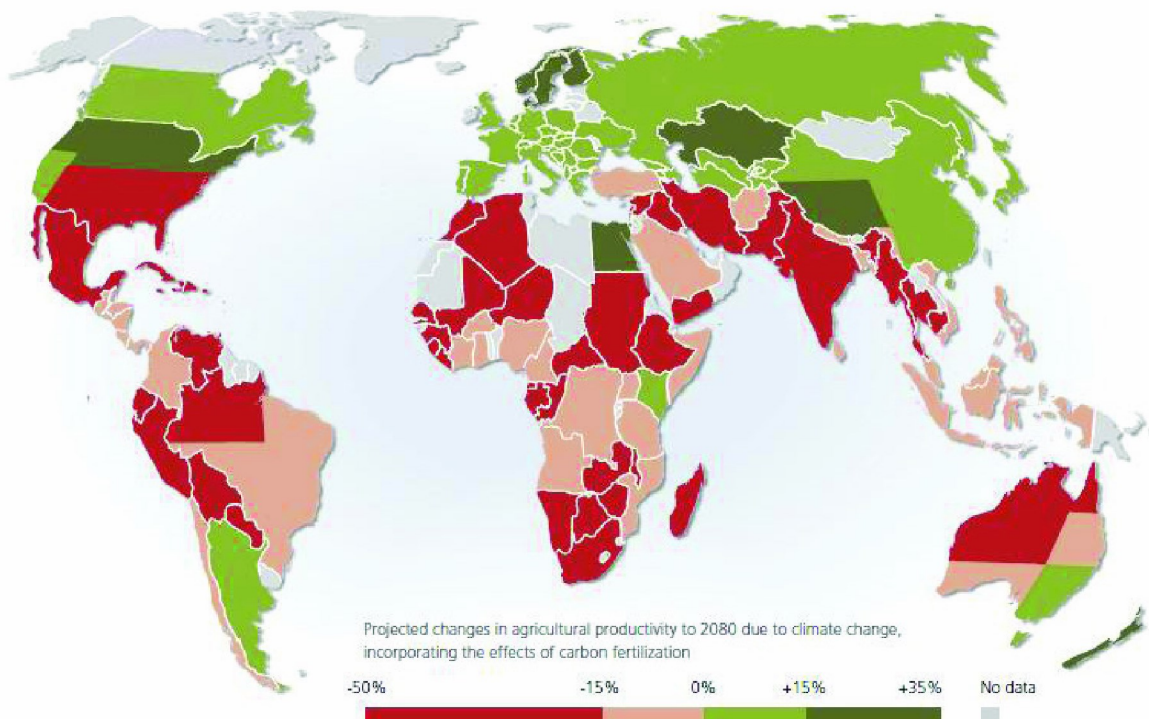 Projected changes in agricultural productivity to 2080 due to climate change,
incorporating the effects of carbon fertilization
-50% -15% 0% +15% +35% No data